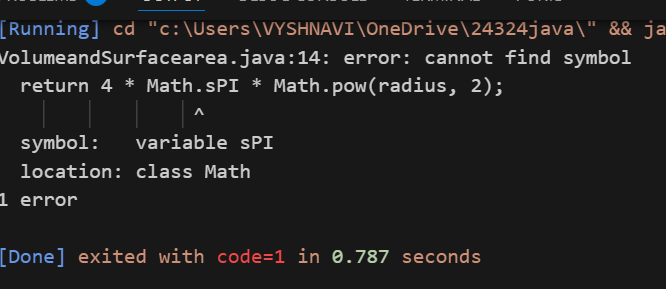 [Running] cd "c:\Users\VYSHNAVI\OneDrive\24324java\" && ja
VolumeandSurfacearea.java:14: error: cannot find symbol
return 4 * Math.sPI * Math.pow(radius, 2);
^
symbol: variable sPI
location: class Math
1 error
[Done] exited with code=1 in 0.787 seconds